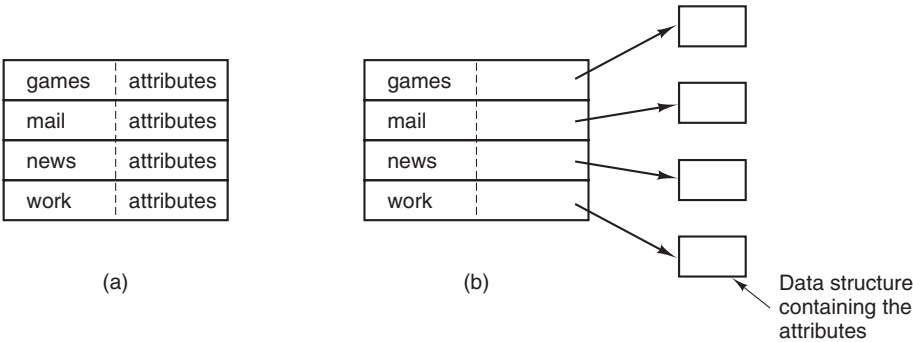 games attributes
mail attributes
news attributes
work attributes
(a)
games
mail
news
work
(b)
Data structure
containing the
attributes